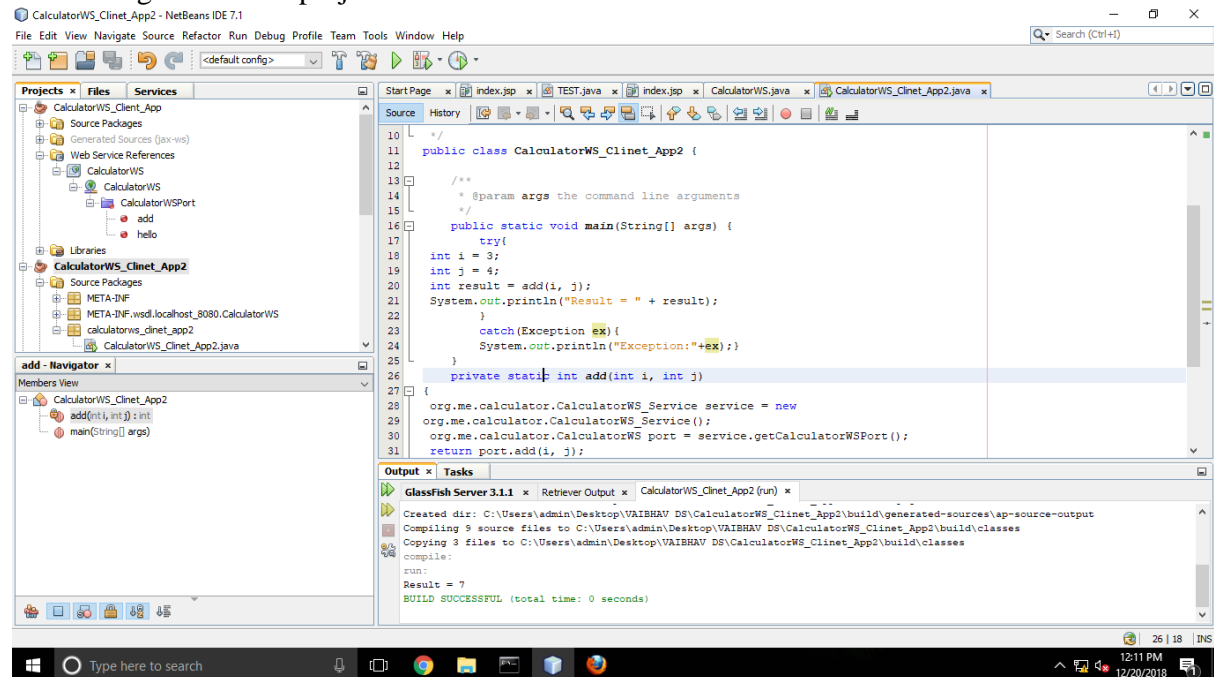 CalculatorWS_Clinet_App2 - NetBeans IDE 7.1
File Edit View Navigate Source Refactor Run Debug Profile Team Tools Window Help
Search (Ctrl+I)
<default config>
Projects x Files Services
CalculatorWS_Client_App
Source Packages
Generated Sources (jax-ws)
Web Service References
CalculatorWS
CalculatorWS
CalculatorWSPort
add
hello
Libraries
CalculatorWS_Clinet_App2
Source Packages
META-INF
META-INF.wsdl.localhost_8080.CalculatorWS
calculatorws_clinet_app2
CalculatorWS_Clinet_App2.java
add - Navigator x
Members View
CalculatorWS_Clinet_App2
add(int i, int j) : int
main(String[] args)
Start Page x index.jsp x TEST.java x index.jsp x CalculatorWS.java x CalculatorWS_Clinet_App2.java x
Source History
10 */
11 public class CalculatorWS_Clinet_App2 {
12
13 /**
14 * @param args the command line arguments
15 */
16 public static void main(String[] args) {
17 try{
18 int i = 3;
19 int j = 4;
20 int result = add(i, j);
21 System.out.println("Result = " + result);
22 }
23 catch(Exception ex){
24 System.out.println("Exception:"+ex);}
25 }
26 private static int add(int i, int j)
27 {
28 org.me.calculator.CalculatorWS_Service service = new
29 org.me.calculator.CalculatorWS_Service();
30 org.me.calculator.CalculatorWS port = service.getCalculatorWSPort();
31 return port.add(i, j);
Output x Tasks
GlassFish Server 3.1.1 x Retriever Output x CalculatorWS_Clinet_App2 (run) x
Created dir: C:\Users\admin\Desktop\VAIBHAV DS\CalculatorWS_Clinet_App2\build\generated-sources\ap-source-output
Compiling 9 source files to C:\Users\admin\Desktop\VAIBHAV DS\CalculatorWS_Clinet_App2\build\classes
Copying 3 files to C:\Users\admin\Desktop\VAIBHAV DS\CalculatorWS_Clinet_App2\build\classes
compile:
run:
Result = 7
BUILD SUCCESSFUL (total time: 0 seconds)
26 | 18 INS
Type here to search
12:11 PM
12/20/2018